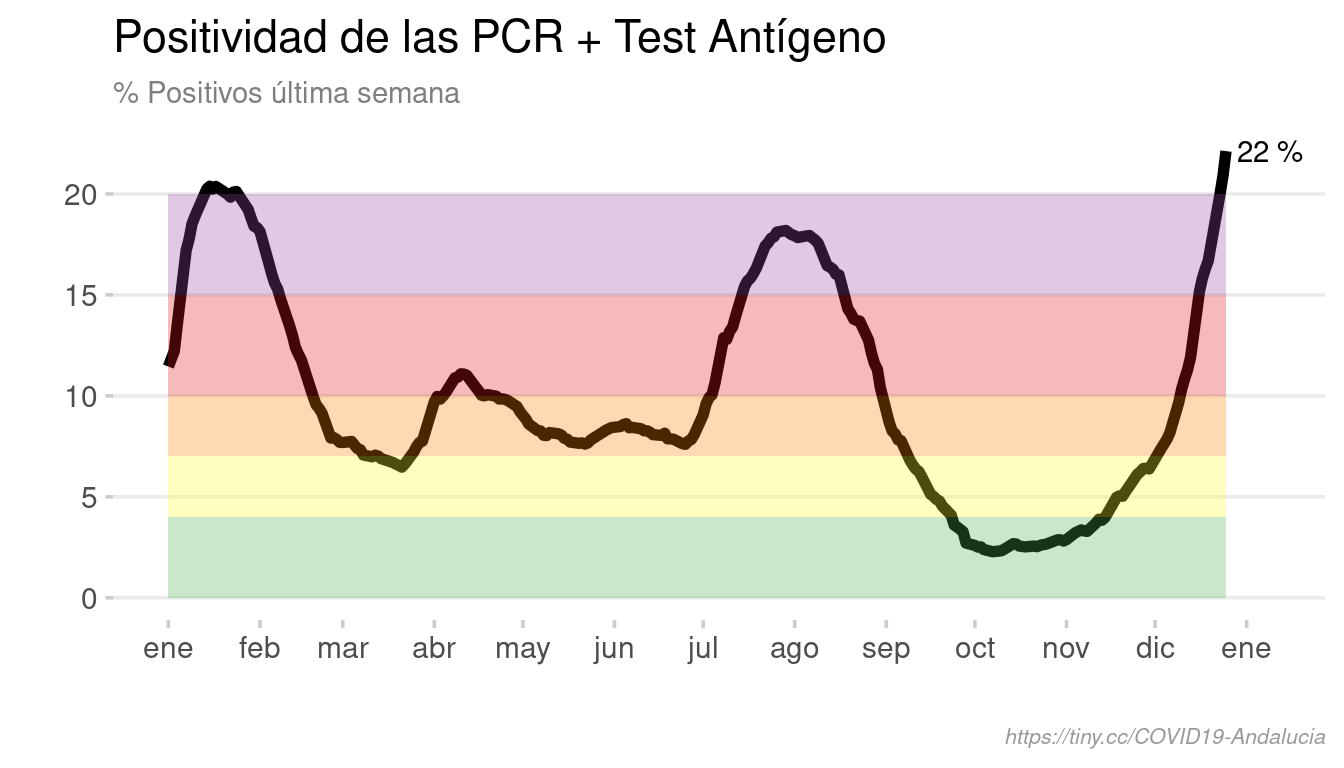 Positividad de las PCR + Test Antígeno
% Positivos última semana
22 %
20
15
10
5
0
ene feb mar abr may jun jul ago sep oct nov dic ene
https://tiny.cc/COVID19-Andalucia